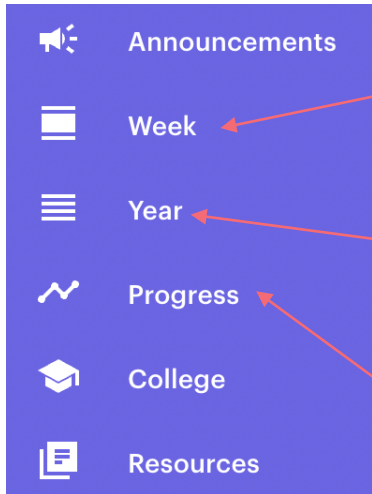 Announcements
Week
Year
Progress
College
Resources